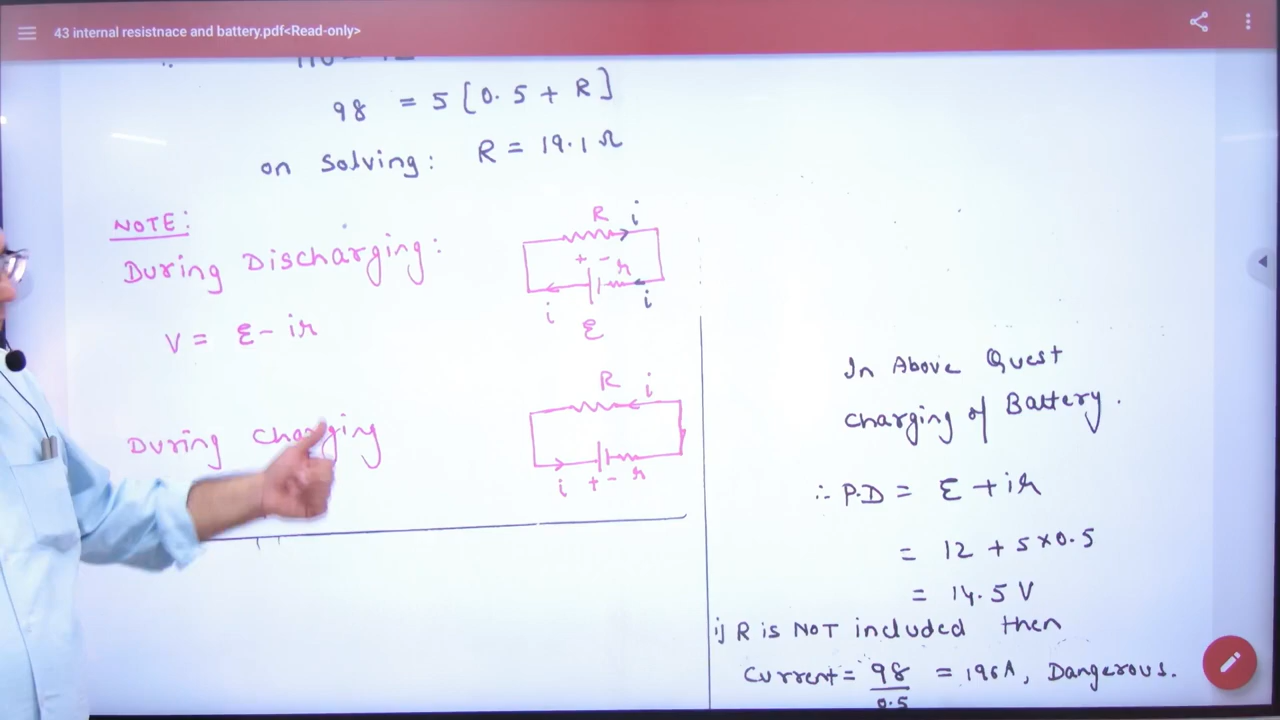 43 internal resistnace and battery.pdf<Read-only>
98 = 5 [0.5 + R]
on Solving: R = 19.1 Ω
NOTE:
During Discharging:
R i
+ - r
i i
ε
V = ε - ir
During Charging
R i
i + - r
In Above Quest
Charging of Battery.
∴ P.D = ε + ir
= 12 + 5×0.5
= 14.5 V
if R is NOT included then
Current = 98/0.5 = 196A, Dangerous.